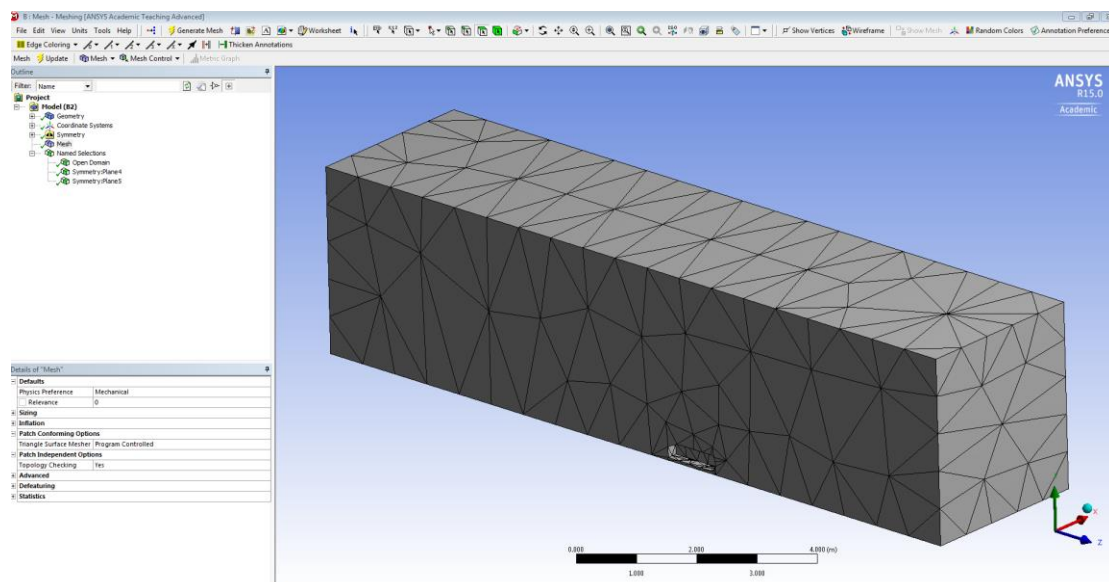 B : Mesh - Meshing [ANSYS Academic Teaching Advanced]
File Edit View Units Tools Help Generate Mesh Worksheet
Show Vertices Wireframe Show Mesh Random Colors Annotation Preference
Edge Coloring Thicken Annotations
Mesh Update Mesh Mesh Control Metric Graph
Outline
Filter: Name
Project
Model (B2)
Geometry
Coordinate Systems
Symmetry
Mesh
Named Selections
Open Domain
Symmetry:Plane4
Symmetry:Plane5
ANSYS
R15.0
Academic
Details of "Mesh"
Defaults
Physics Preference Mechanical
Relevance 0
Sizing
Inflation
Patch Conforming Options
Triangle Surface Mesher Program Controlled
Patch Independent Options
Topology Checking Yes
Advanced
Defeaturing
Statistics
0.000 2.000 4.000 (m)
1.000 3.000
X
Z